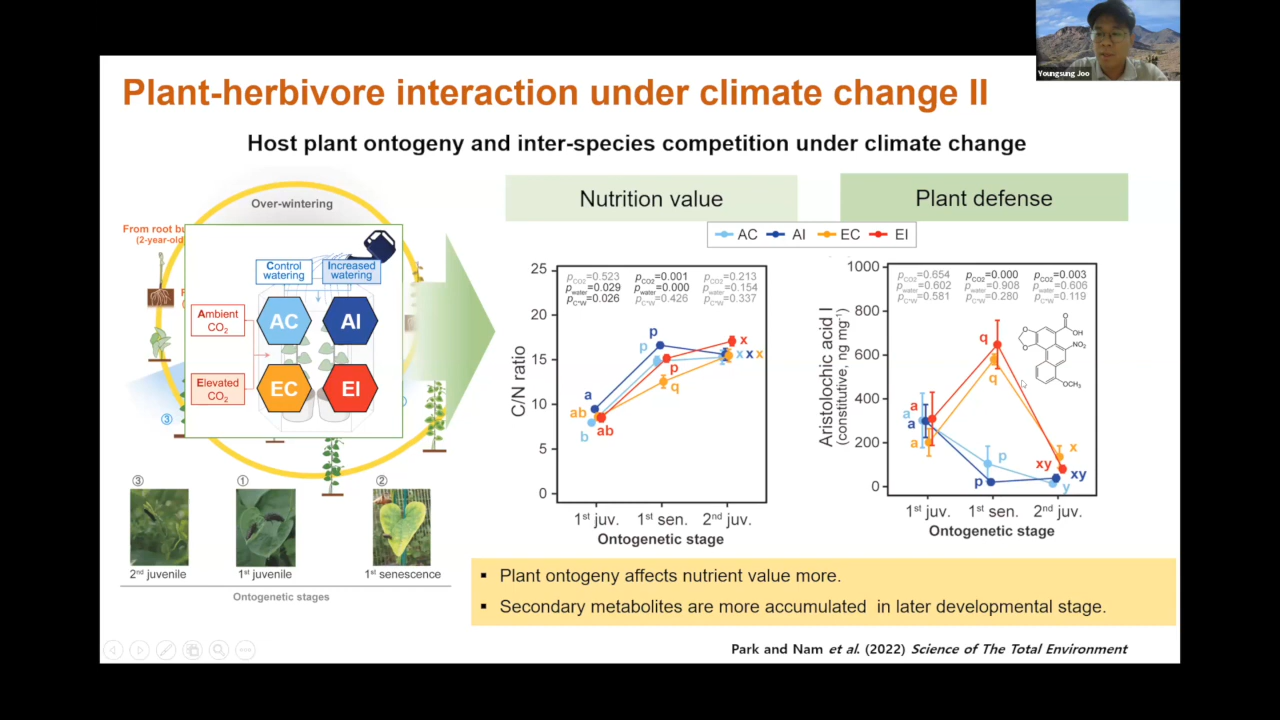 Youngsung Joo
Plant-herbivore interaction under climate change II
Host plant ontogeny and inter-species competition under climate change
Over-wintering
From root bu
(2-year-old
Control
watering
Increased
watering
Ambient
CO2
AC
AI
Elevated
CO2
EC
EI
③
③
①
②
2nd juvenile
1st juvenile
1st senescence
Ontogenetic stages
Nutrition value
Plant defense
AC AI EC EI
C/N ratio
25
20
15
10
5
0
pCO2=0.523
pwater=0.029
pC*W=0.026
pCO2=0.001
pwater=0.000
pC*W=0.426
pCO2=0.213
pwater=0.154
pC*W=0.337
a
ab
b
ab
p
p
p
q
x
x x x
1st juv.
1st sen.
2nd juv.
Ontogenetic stage
Aristolochic acid I
(constitutive, ng mg-1)
1000
800
600
400
200
0
pCO2=0.654
pwater=0.602
pC*W=0.581
pCO2=0.000
pwater=0.908
pC*W=0.280
pCO2=0.003
pwater=0.606
pC*W=0.119
O
O
O
OH
NO2
OCH3
a
a
a
a
q
q
p
p
x
xy
xy
y
1st juv.
1st sen.
2nd juv.
Ontogenetic stage
▪ Plant ontogeny affects nutrient value more.
▪ Secondary metabolites are more accumulated in later developmental stage.
Park and Nam et al. (2022) Science of The Total Environment